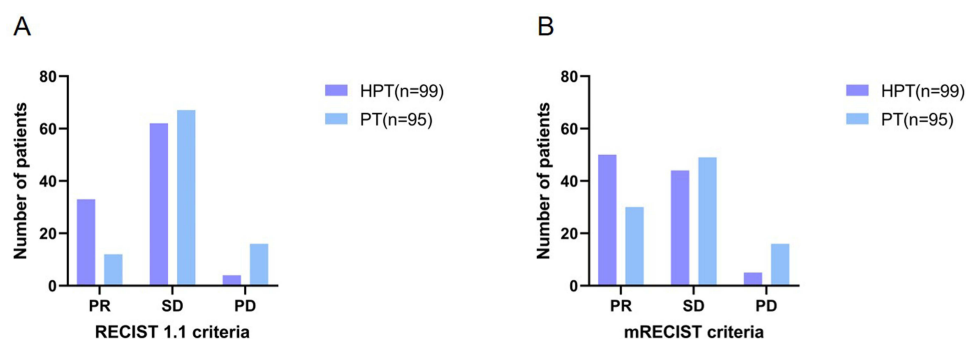 A
80
60
40
20
0
Number of patients
PR SD PD
RECIST 1.1 criteria
HPT(n=99)
PT(n=95)
B
80
60
40
20
0
Number of patients
PR SD PD
mRECIST criteria
HPT(n=99)
PT(n=95)